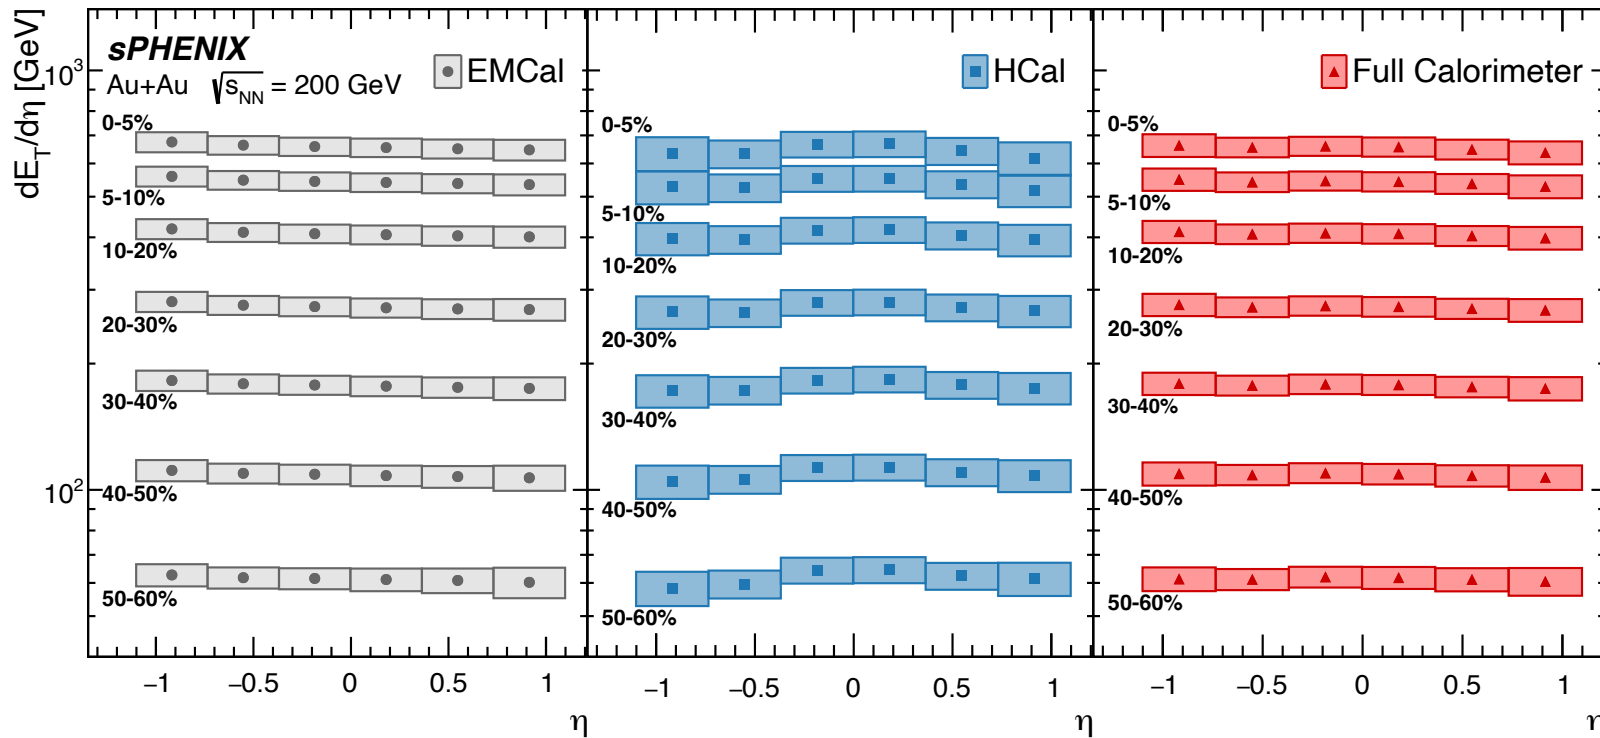 dE_T/dη [GeV]
10³
10²
sPHENIX
Au+Au √s_NN = 200 GeV
EMCal
0-5%
5-10%
10-20%
20-30%
30-40%
40-50%
50-60%
−1 −0.5 0 0.5 1
η
HCal
0-5%
5-10%
10-20%
20-30%
30-40%
40-50%
50-60%
−1 −0.5 0 0.5 1
η
Full Calorimeter
0-5%
5-10%
10-20%
20-30%
30-40%
40-50%
50-60%
−1 −0.5 0 0.5 1
η